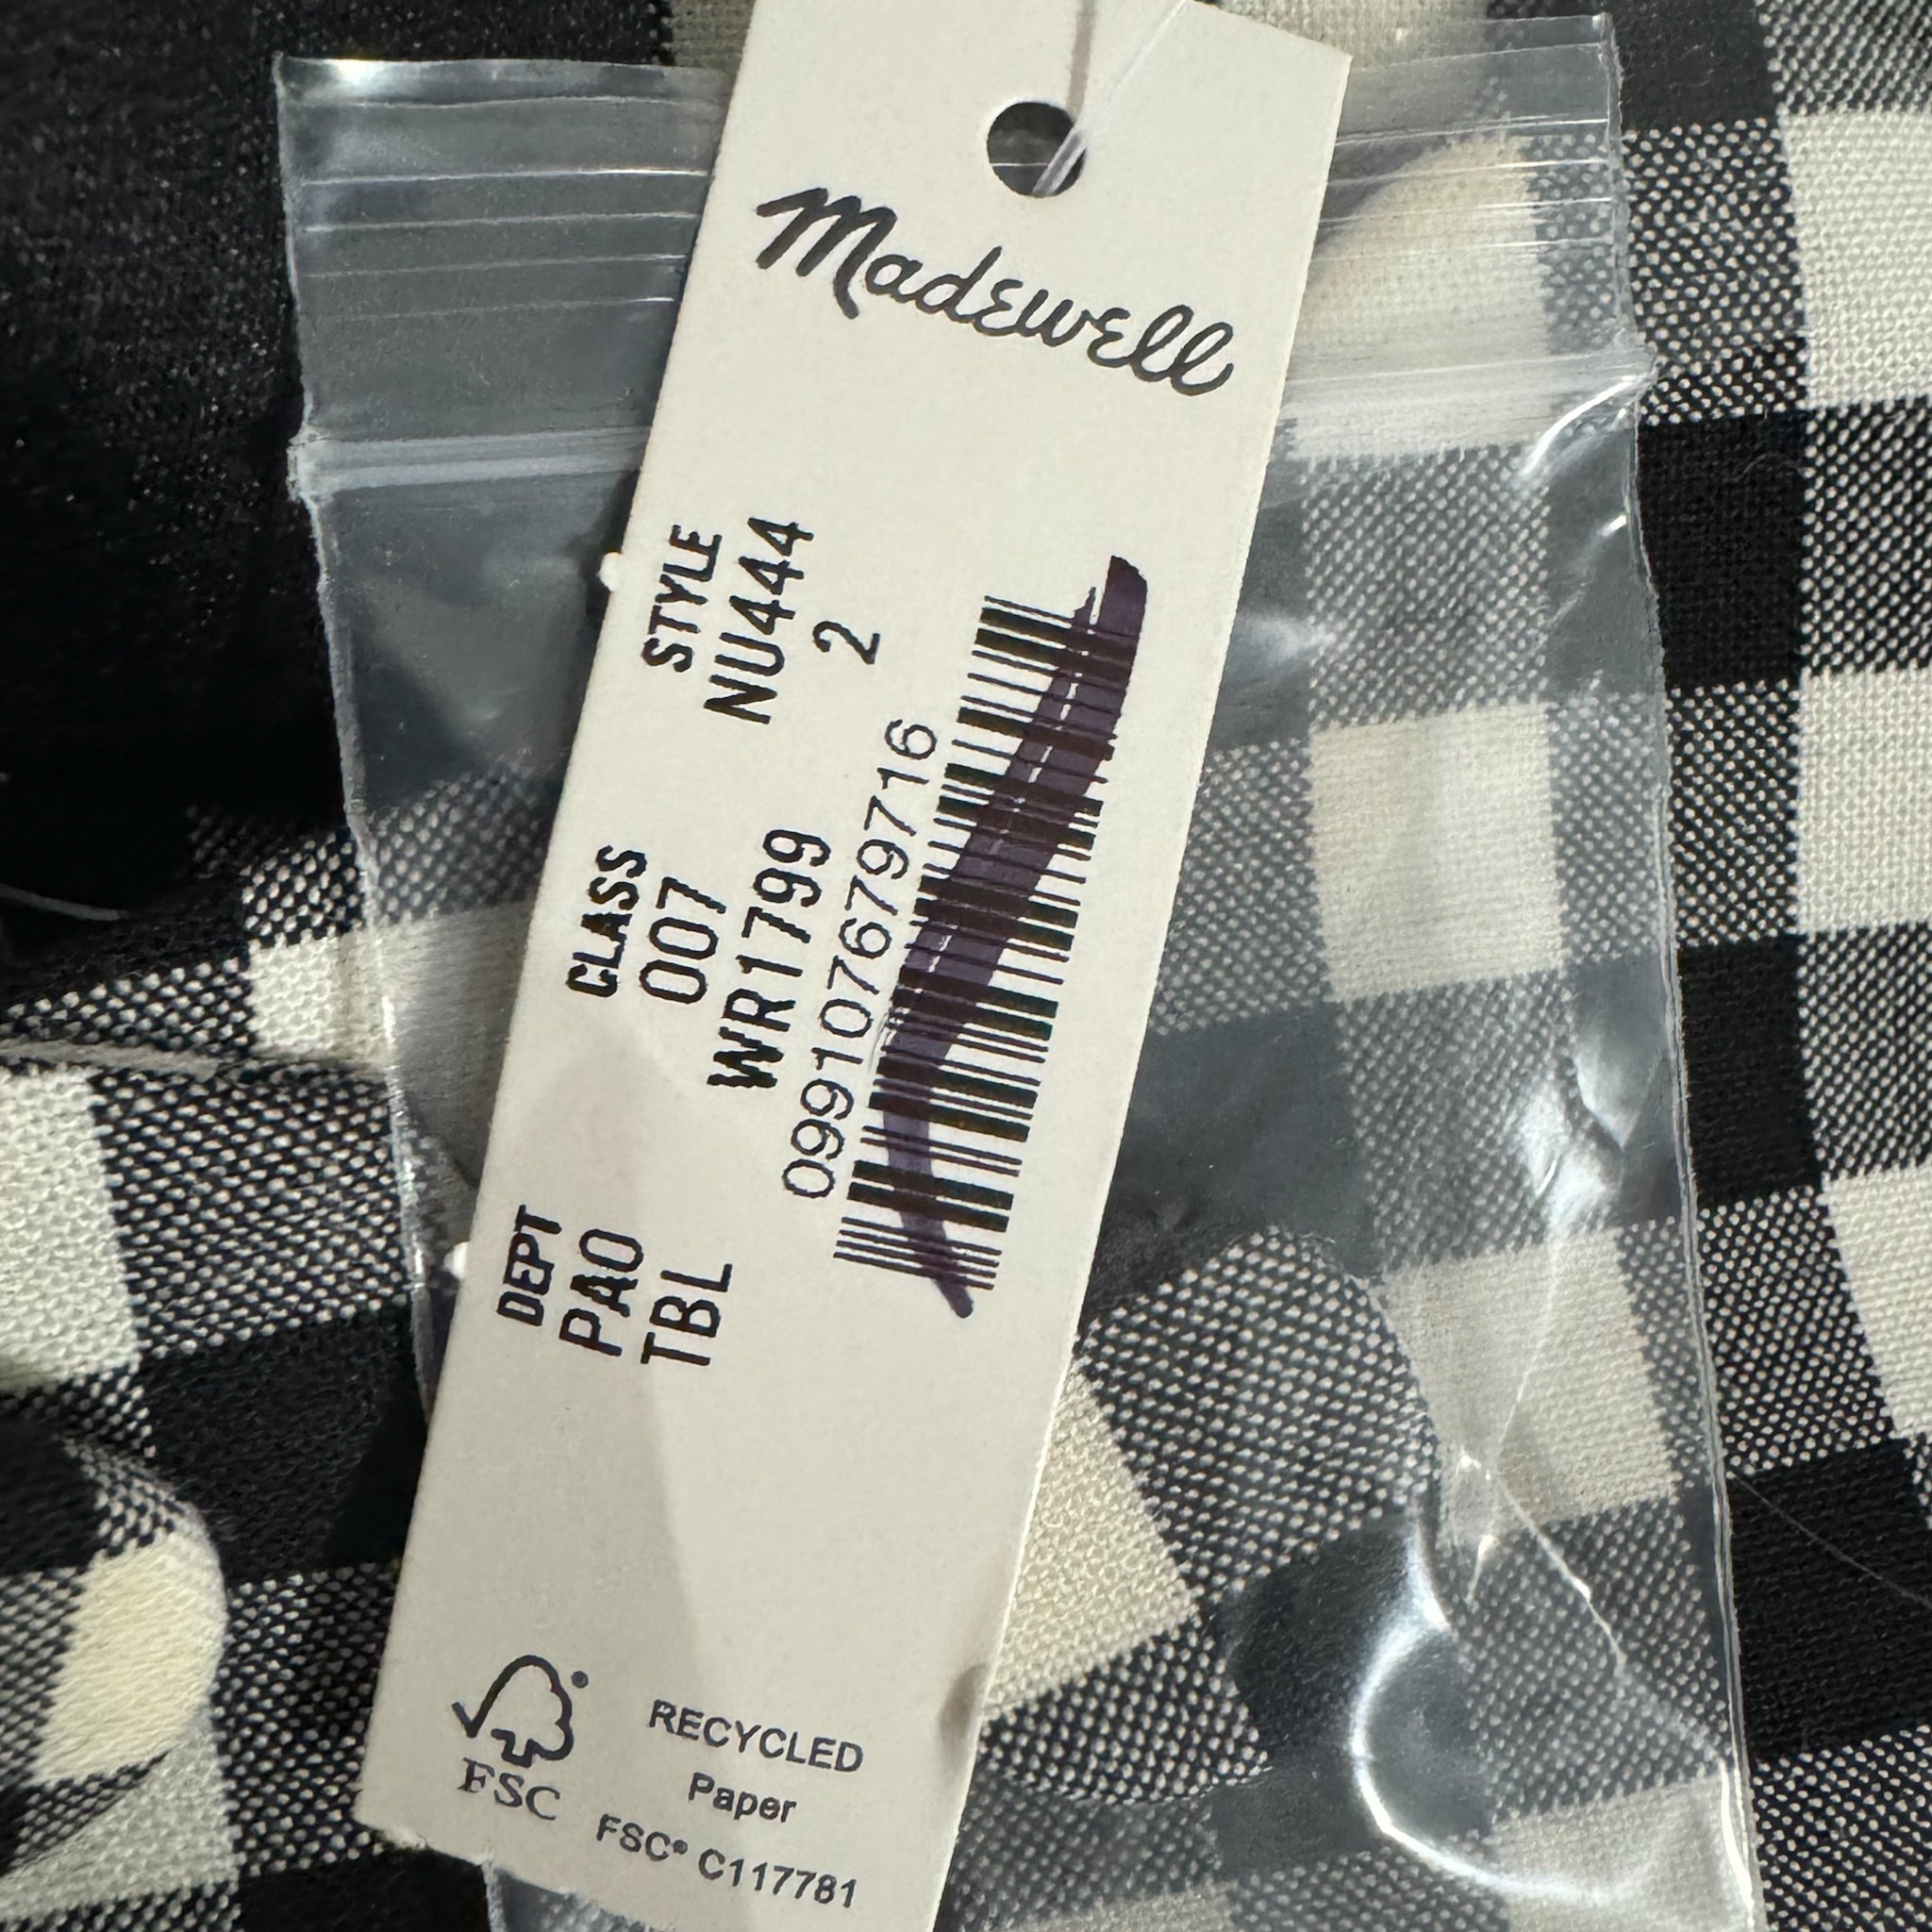 Madewell
DEPT CLASS STYLE
PAO 007 NU444
TBL WR1799 2
099107679716
FSC
RECYCLED
Paper
FSC® C117781